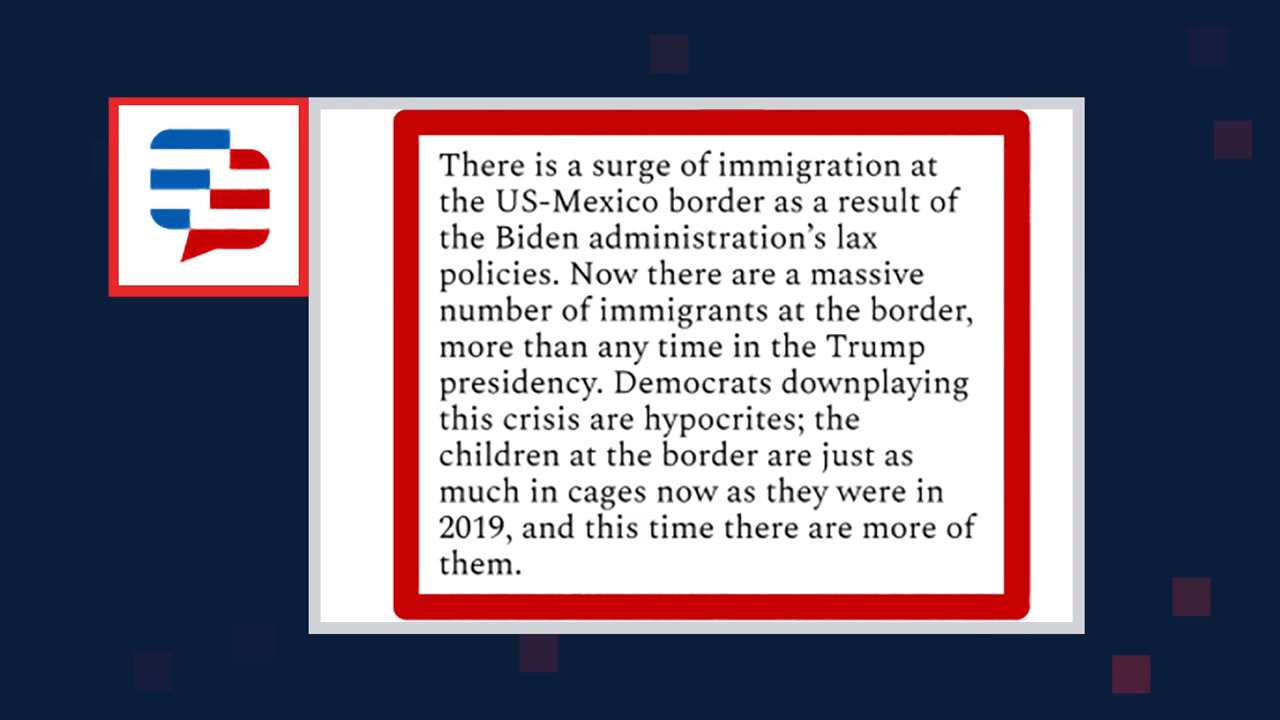 There is a surge of immigration at
the US-Mexico border as a result of
the Biden administration’s lax
policies. Now there are a massive
number of immigrants at the border,
more than any time in the Trump
presidency. Democrats downplaying
this crisis are hypocrites; the
children at the border are just as
much in cages now as they were in
2019, and this time there are more of
them.